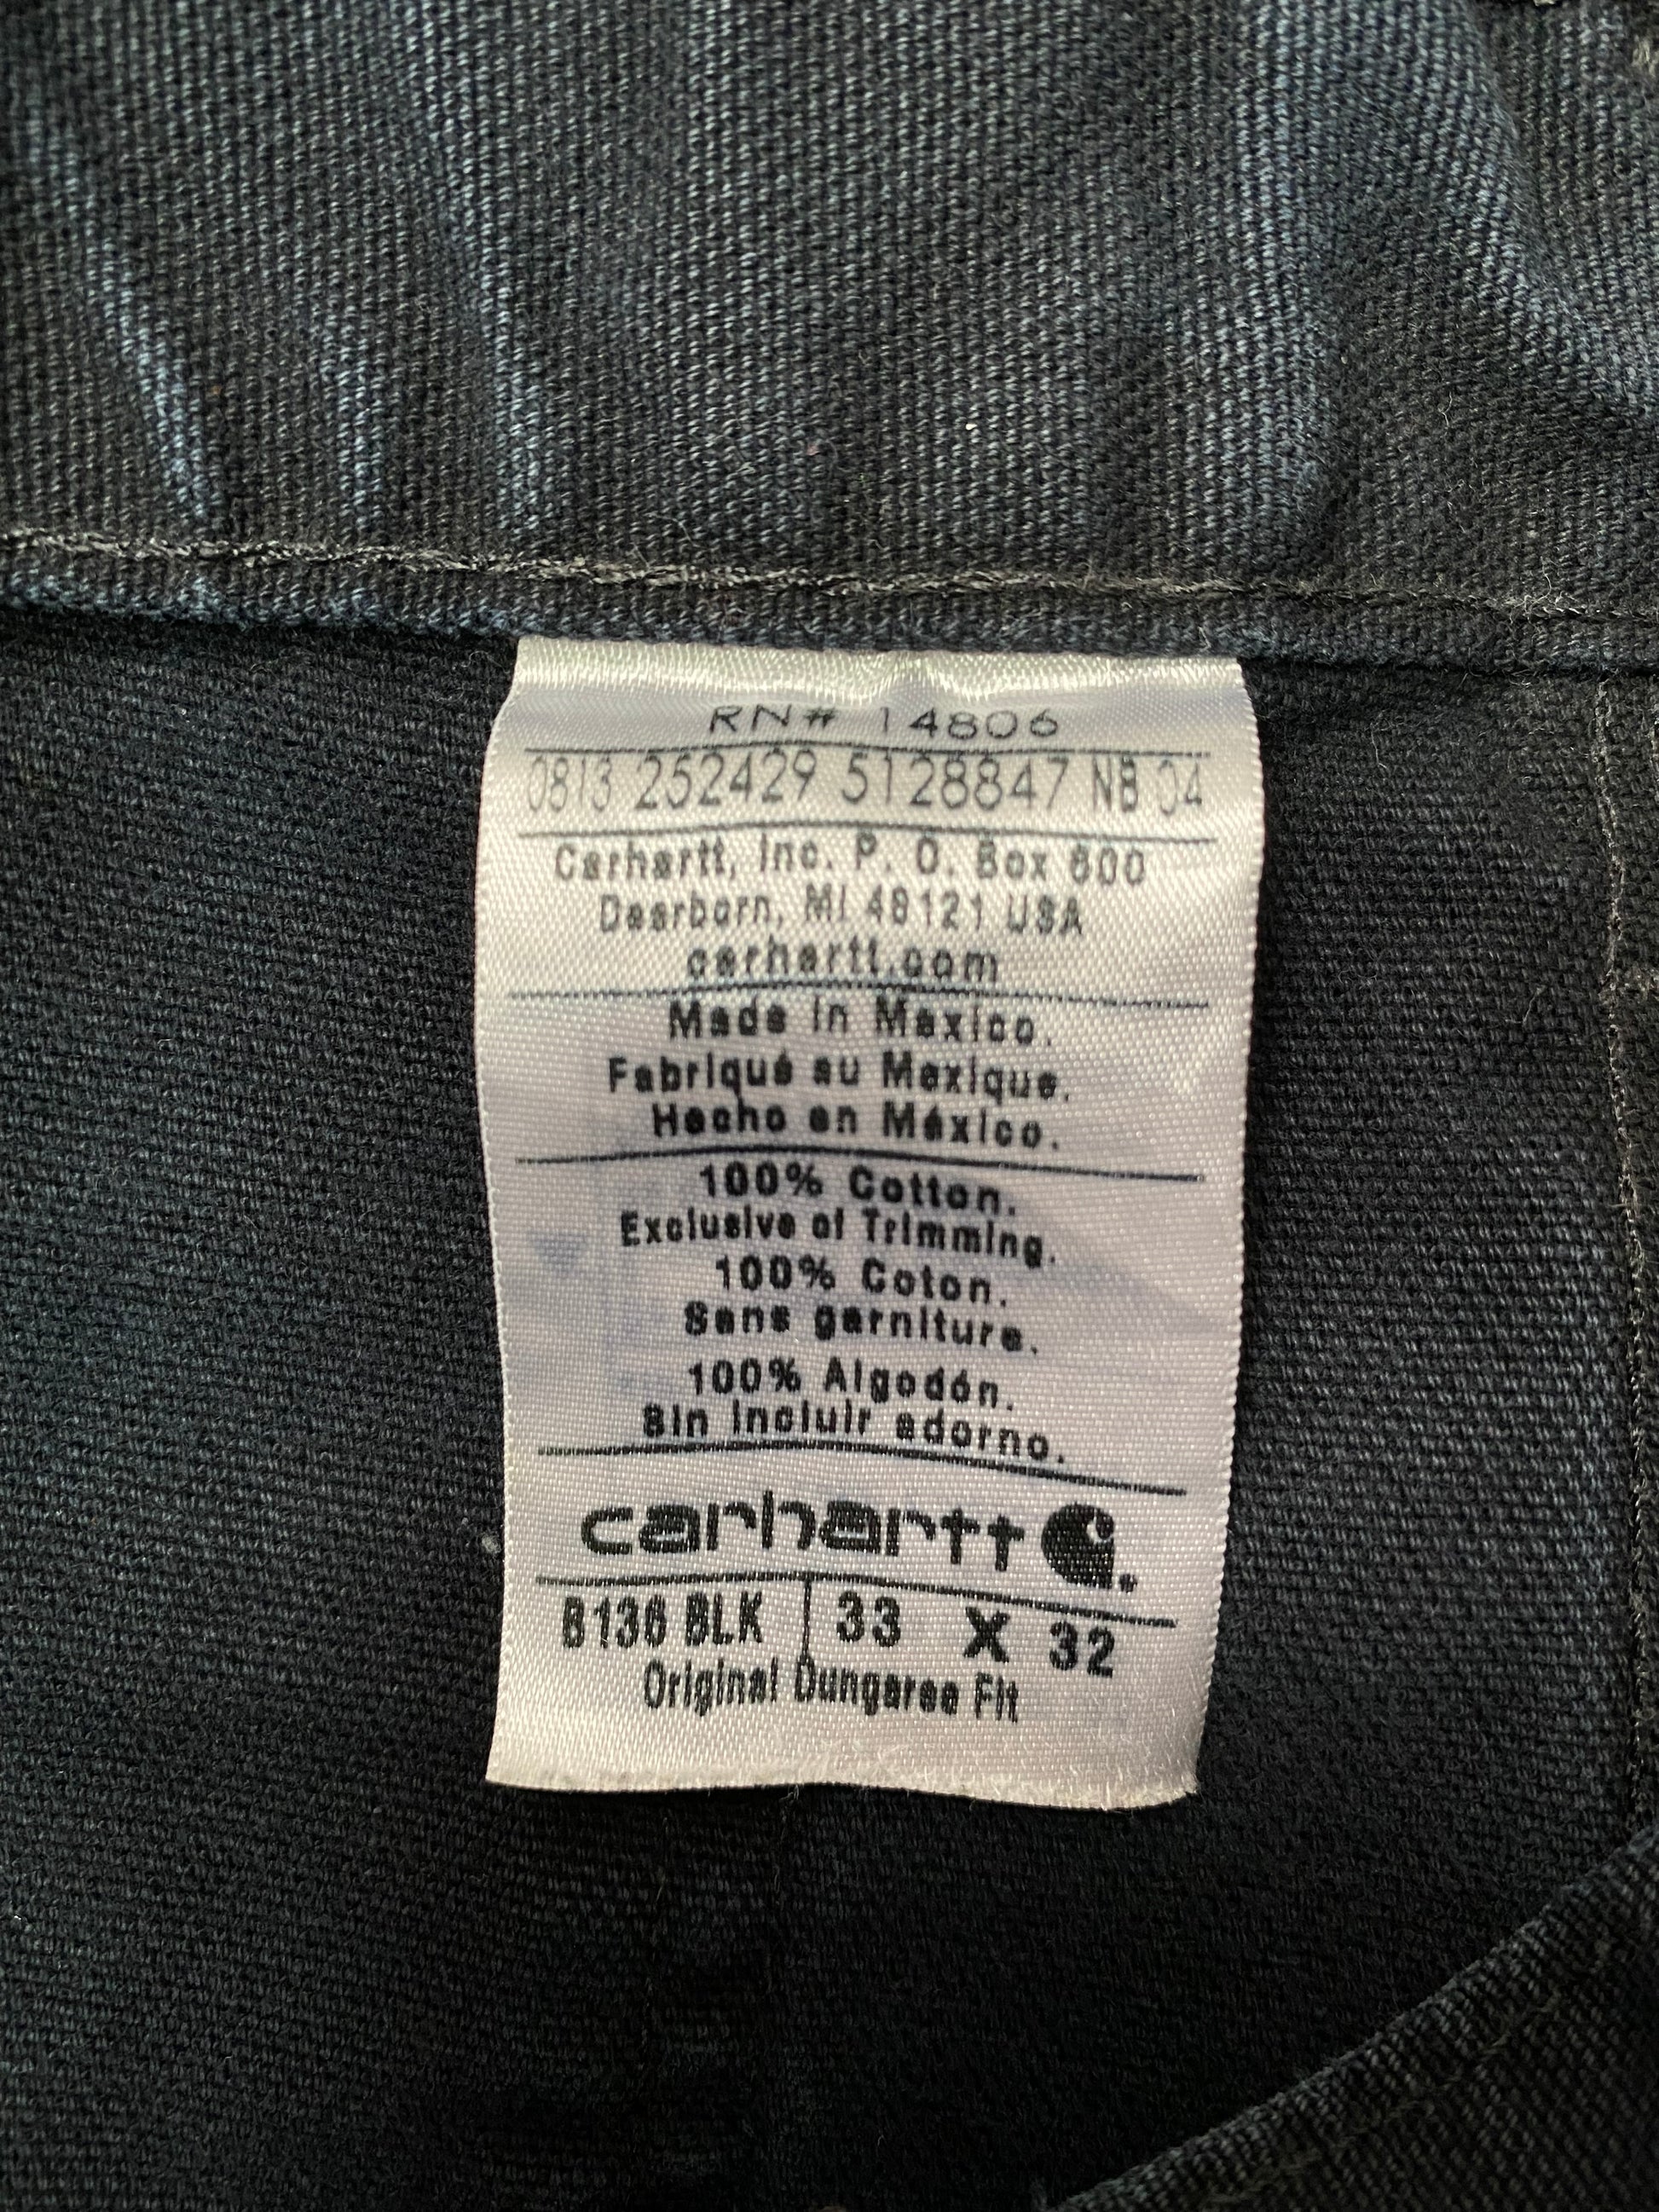 RN# 14806
0813 252429 5128847 NB 04
Carhartt, Inc. P. O. Box 600
Dearborn, MI 48121 USA
carhartt.com
Made in Mexico.
Fabriqué au Mexique.
Hecho en México.
100% Cotton.
Exclusive of Trimming.
100% Coton.
Sans garniture.
100% Algodón.
Sin incluir adorno.
carhartt
B136 BLK 33 X 32
Original Dungaree Fit